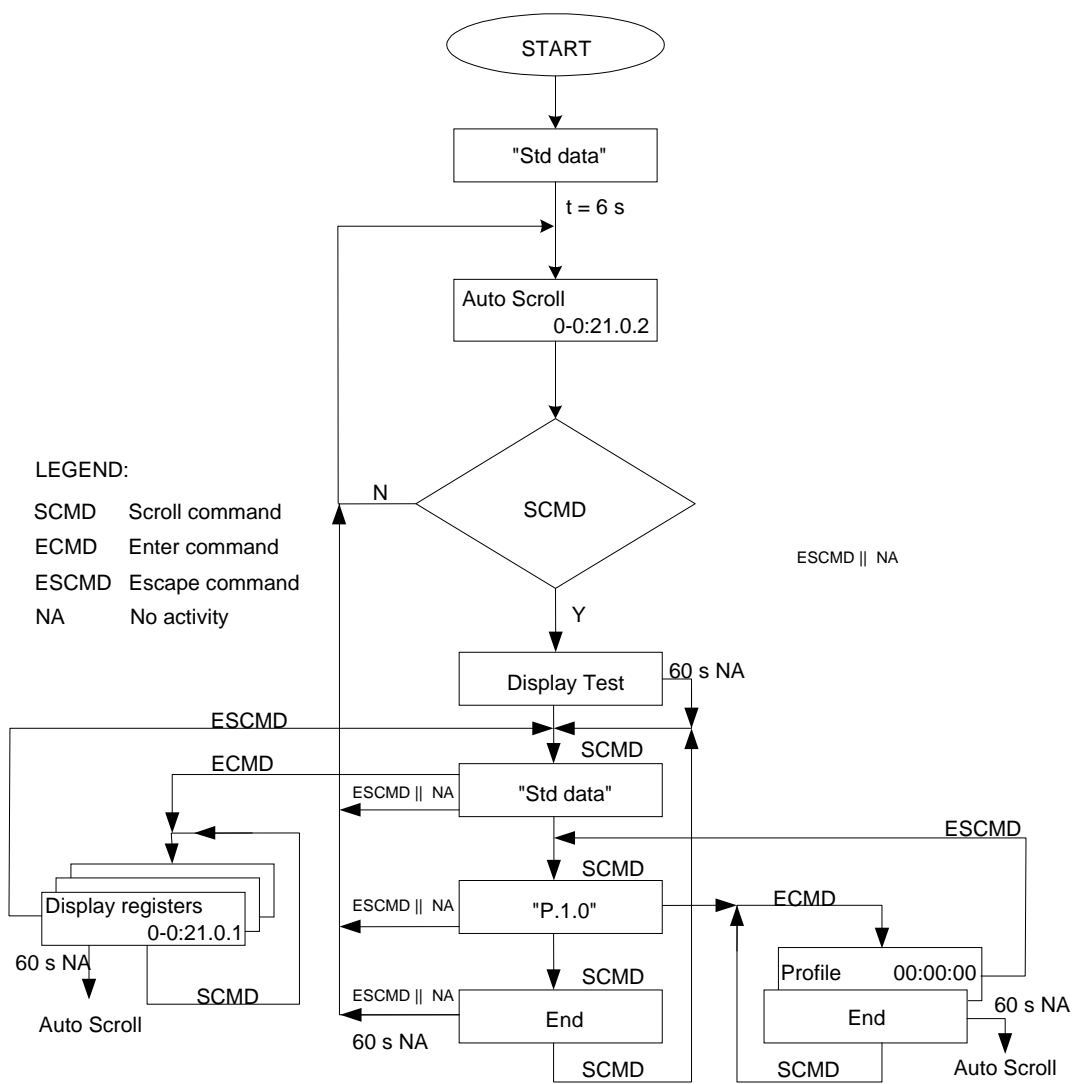 START
"Std data"
t = 6 s
Auto Scroll
0-0:21.0.2
LEGEND:
SCMD Scroll command
ECMD Enter command
ESCMD Escape command
NA No activity
N
SCMD
ESCMD || NA
Y
Display Test
60 s NA
ESCMD
SCMD
ECMD
"Std data"
ESCMD || NA
ESCMD
SCMD
"P.1.0"
ESCMD || NA
ECMD
Display registers
0-0:21.0.1
60 s NA
SCMD
Auto Scroll
SCMD
ESCMD || NA
End
60 s NA
SCMD
Profile 00:00:00
End
60 s NA
SCMD
Auto Scroll